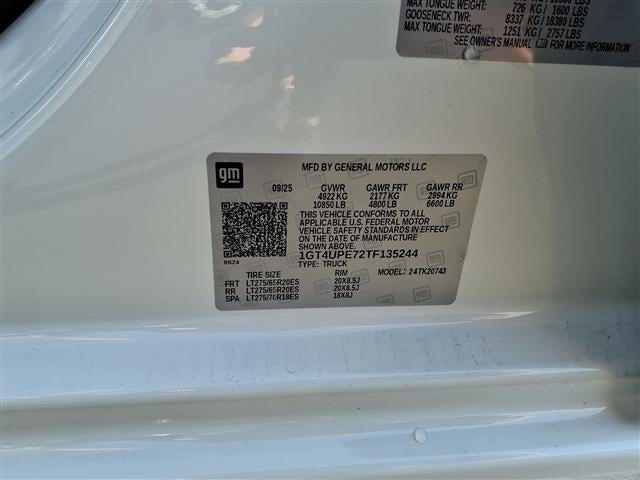 MAX TONGUE WEIGHT: 726 KG / 1600 LBS
GOOSENECK TWR: 8337 KG / 18380 LBS
MAX TONGUE WEIGHT: 1251 KG / 2757 LBS
SEE OWNER'S MANUAL FOR MORE INFORMATION
gm
MFD BY GENERAL MOTORS LLC
09/25 GVWR GAWR FRT GAWR RR
4922 KG 2177 KG 2994 KG
10850 LB 4800 LB 6600 LB
THIS VEHICLE CONFORMS TO ALL
APPLICABLE U.S. FEDERAL MOTOR
VEHICLE SAFETY STANDARDS IN EFFECT
ON THE DATE OF MANUFACTURE
SHOWN ABOVE.
8624 1GT4UPE72TF135244
TYPE: TRUCK MODEL: 24TK20743
TIRE SIZE RIM
FRT LT275/65R20ES 20X8.5J
RR LT275/65R20ES 20X8.5J
SPA LT275/70R18ES 18X8J